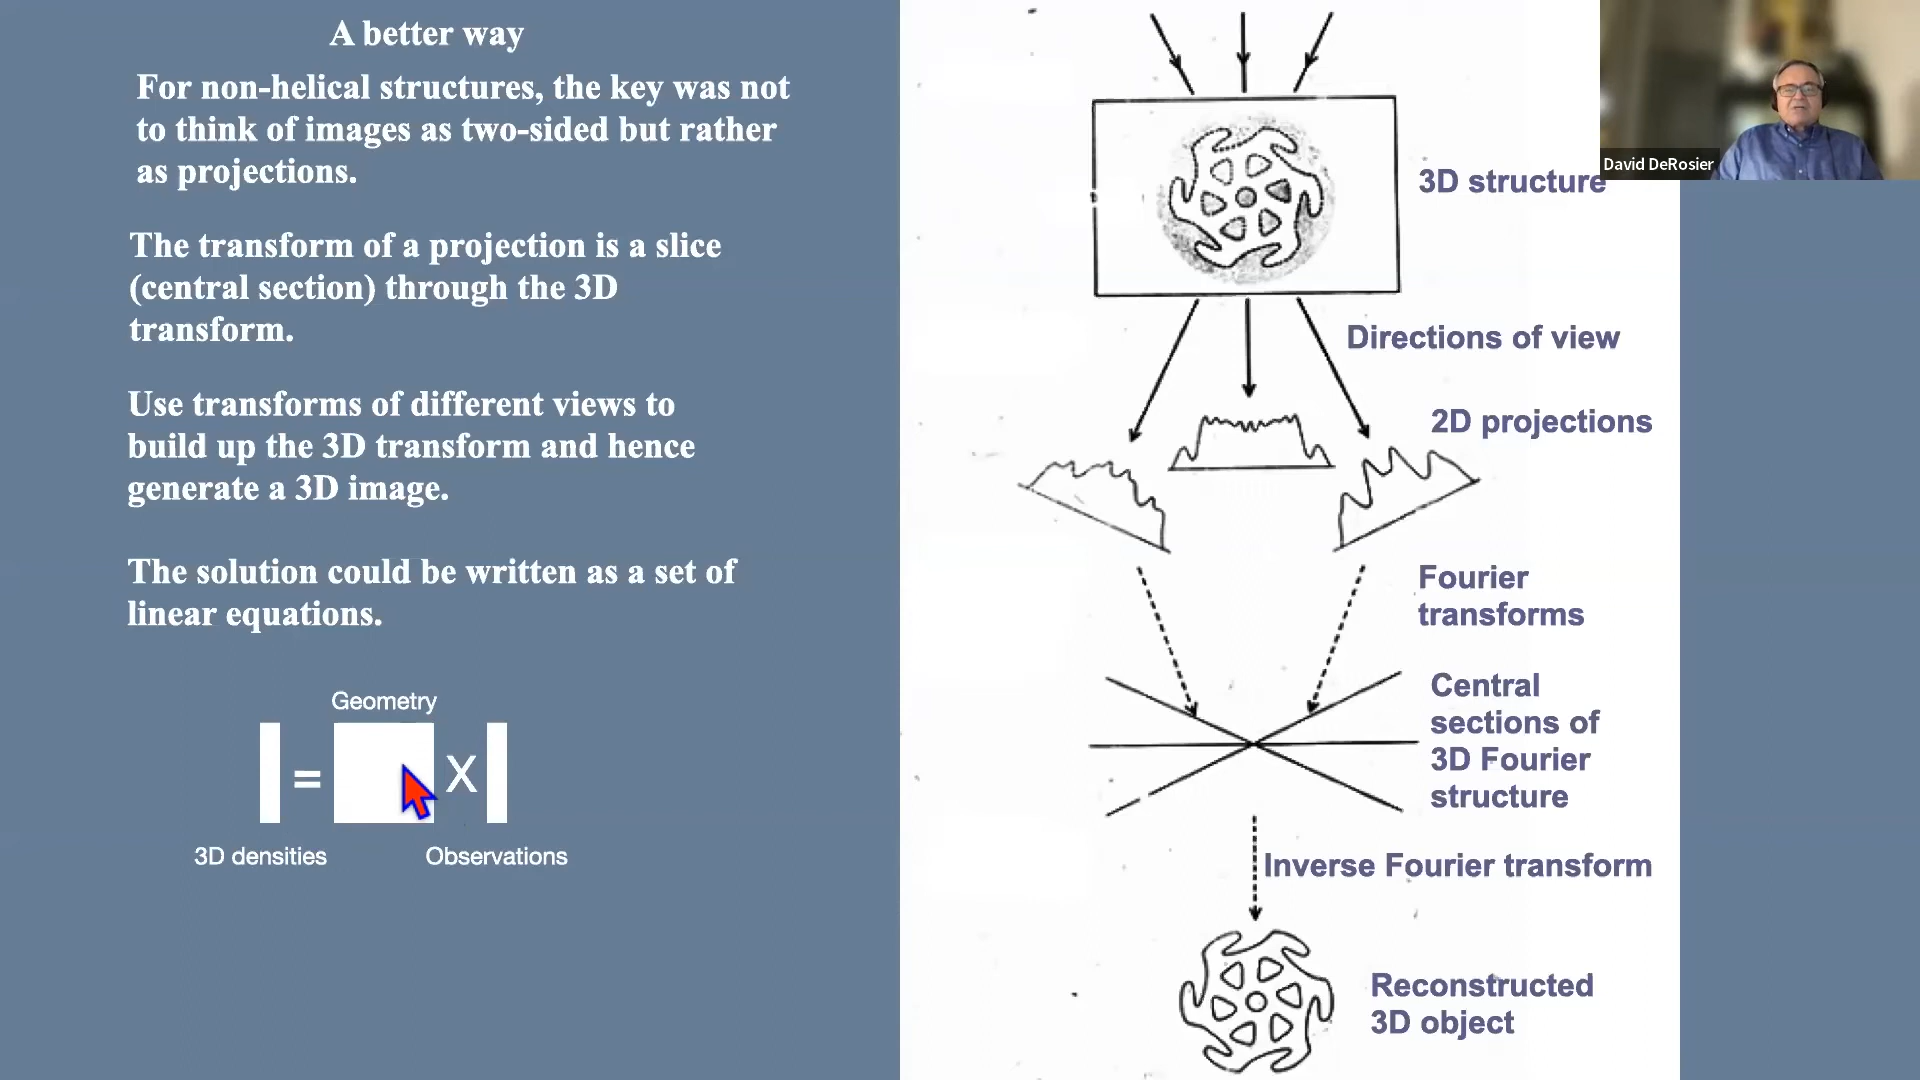 A better way
For non-helical structures, the key was not
to think of images as two-sided but rather
as projections.
The transform of a projection is a slice
(central section) through the 3D
transform.
Use transforms of different views to
build up the 3D transform and hence
generate a 3D image.
The solution could be written as a set of
linear equations.
Geometry
= X
3D densities
Observations
3D structure
Directions of view
2D projections
Fourier
transforms
Central
sections of
3D Fourier
structure
Inverse Fourier transform
Reconstructed
3D object
David DeRosier